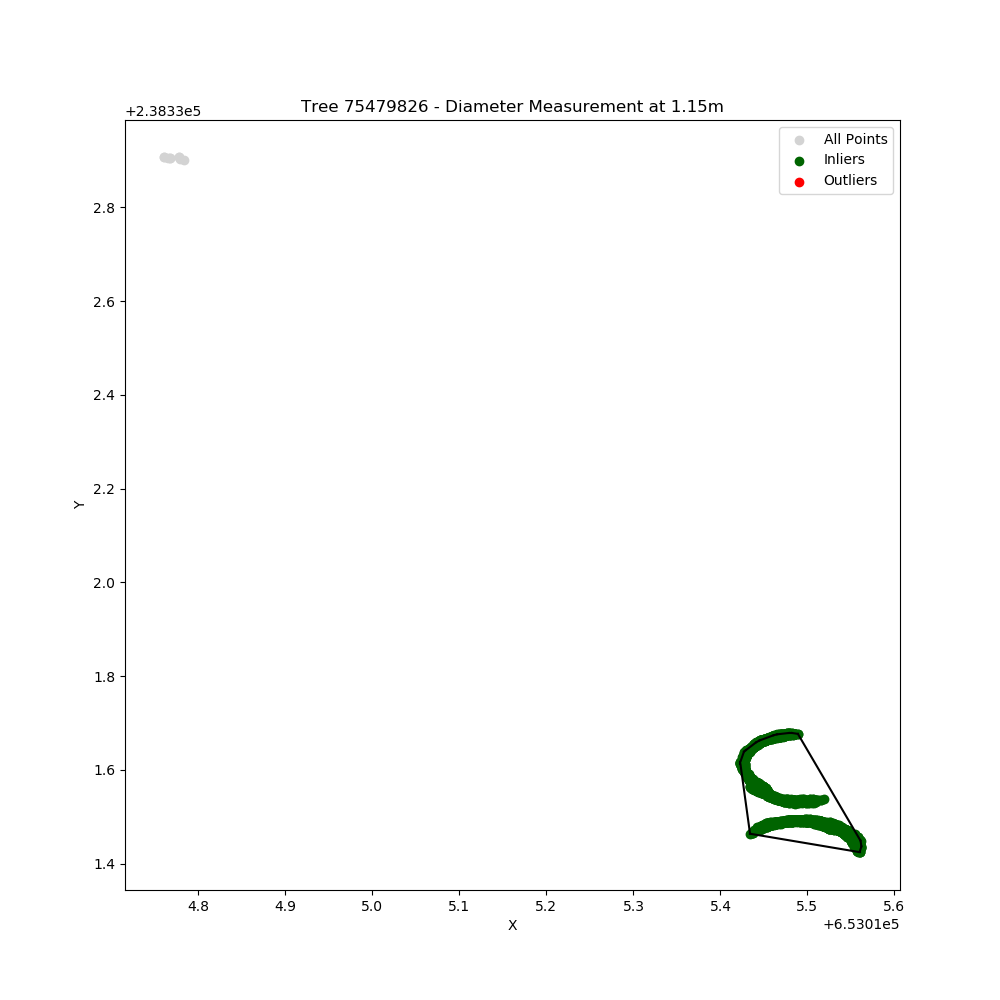 Tree 75479826 - Diameter Measurement at 1.15m
+2.3833e5
All Points
Inliers
Outliers
2.8
2.6
2.4
2.2
2.0
1.8
1.6
1.4
Y
4.8 4.9 5.0 5.1 5.2 5.3 5.4 5.5 5.6
X
+6.5301e5